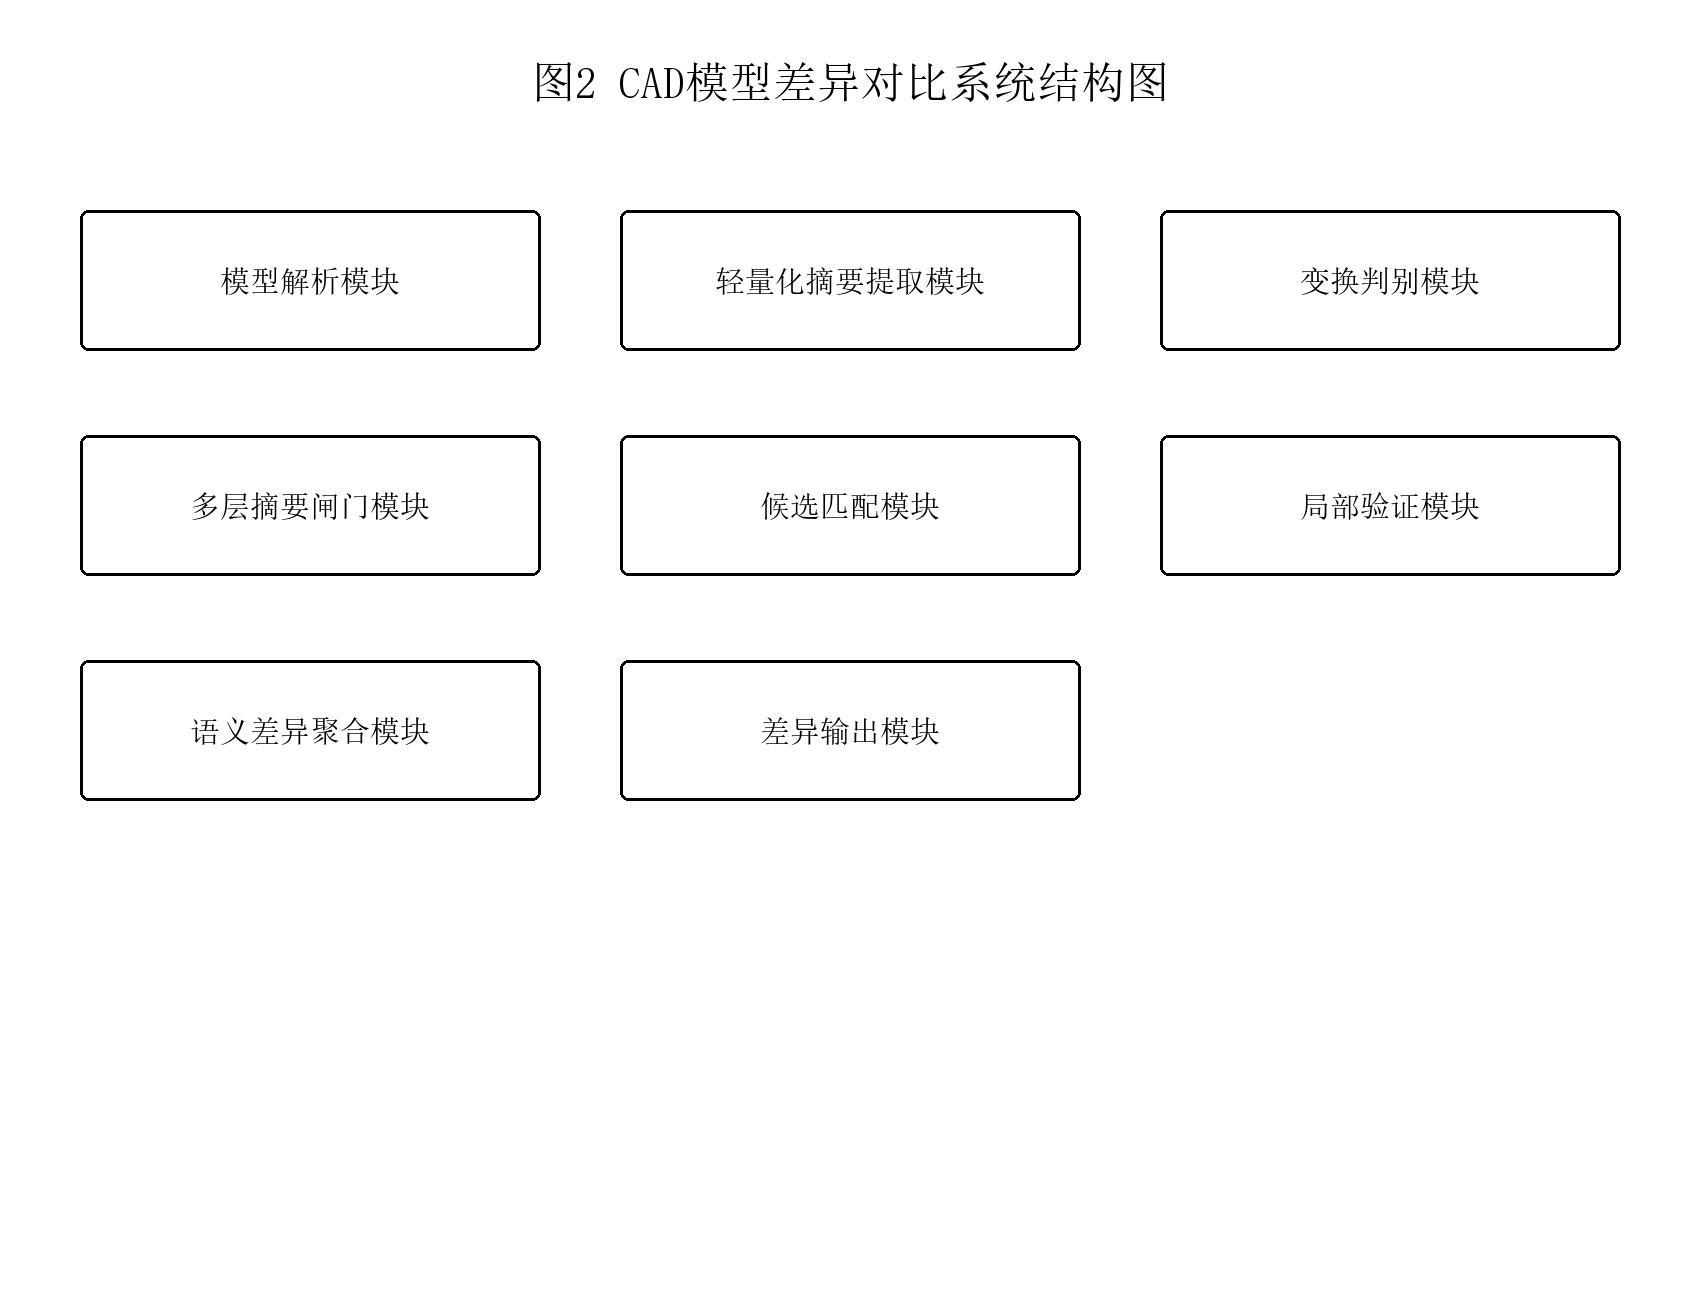 图2 CAD模型差异对比系统结构图
模型解析模块
轻量化摘要提取模块
变换判别模块
多层摘要闸门模块
候选匹配模块
局部验证模块
语义差异聚合模块
差异输出模块